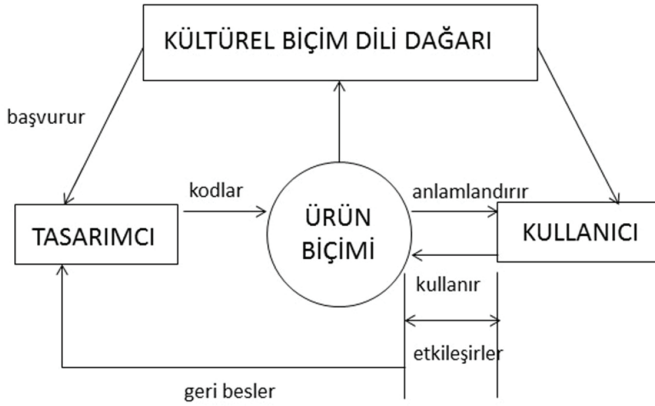 KÜLTÜREL BİÇİM DİLİ DAĞARI
başvurur
kodlar
anlamlandırır
TASARIMCI
ÜRÜN
BİÇİMİ
KULLANICI
kullanır
etkileşirler
geri besler